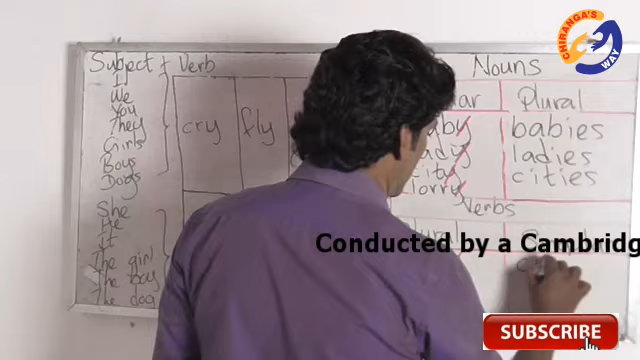 Subject + Verb
I
We
You
They
Girls
Boys
Dogs
She
He
It
The girl
The boy
The dog
cry
fly
Nouns
Plural
babies
ladies
cities
Verbs
CHIRANGA'S
WAY
Conducted by a Cambridg
SUBSCRIBE